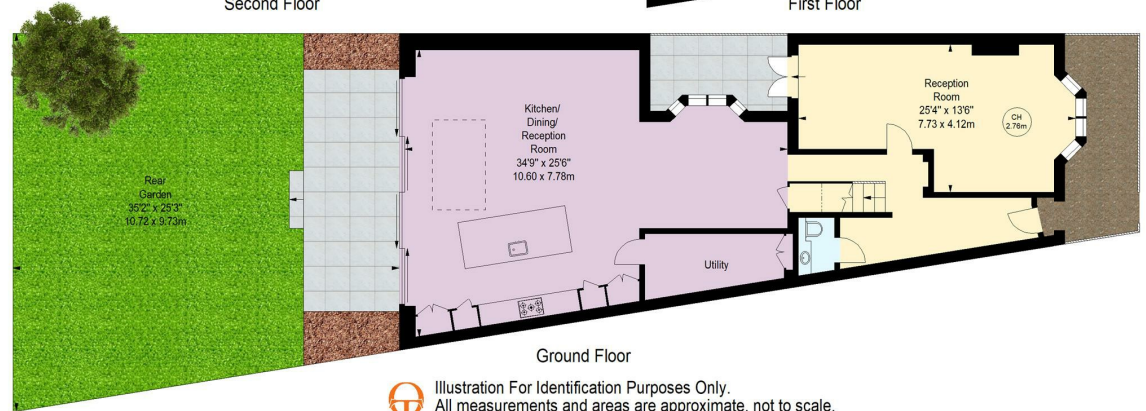 Second Floor
First Floor
Kitchen/
Dining/
Reception
Room
34'9" x 25'6"
10.60 x 7.78m
Reception
Room
25'4" x 13'6"
7.73 x 4.12m
CH
2.76m
Rear
Garden
35'2" x 25'3"
10.72 x 9.73m
Utility
Ground Floor
Illustration For Identification Purposes Only.
All measurements and areas are approximate, not to scale.